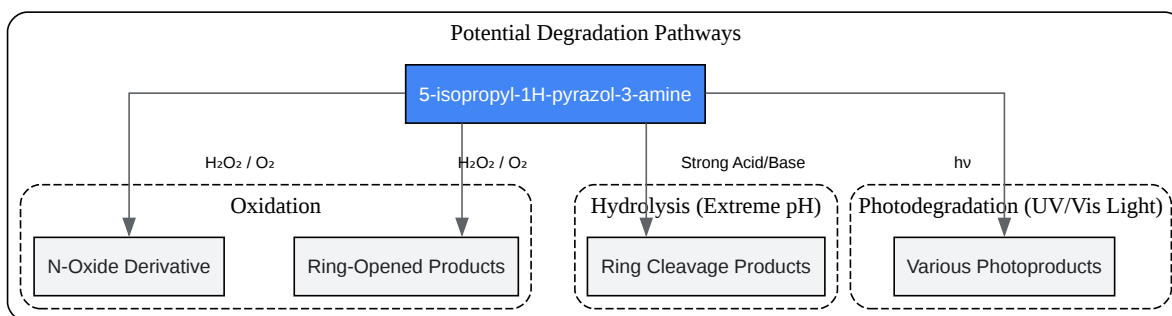 Potential Degradation Pathways
5-isopropyl-1H-pyrazol-3-amine
H₂O₂ / O₂
H₂O₂ / O₂
Strong Acid/Base
hν
Oxidation
Hydrolysis (Extreme pH)
Photodegradation (UV/Vis Light)
N-Oxide Derivative
Ring-Opened Products
Ring Cleavage Products
Various Photoproducts